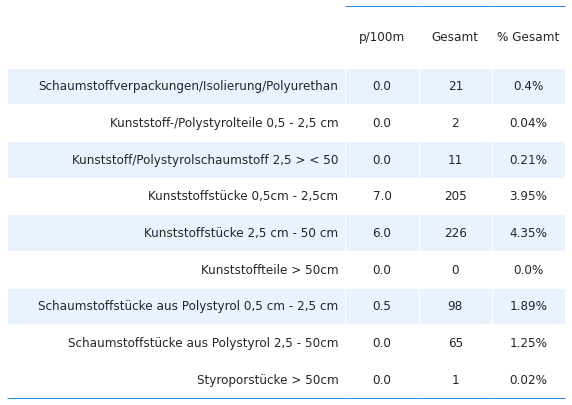 p/100m Gesamt % Gesamt
Schaumstoffverpackungen/Isolierung/Polyurethan 0.0 21 0.4%
Kunststoff-/Polystyrolteile 0,5 - 2,5 cm 0.0 2 0.04%
Kunststoff/Polystyrolschaumstoff 2,5 > < 50 0.0 11 0.21%
Kunststoffstücke 0,5cm - 2,5cm 7.0 205 3.95%
Kunststoffstücke 2,5 cm - 50 cm 6.0 226 4.35%
Kunststoffteile > 50cm 0.0 0 0.0%
Schaumstoffstücke aus Polystyrol 0,5 cm - 2,5 cm 0.5 98 1.89%
Schaumstoffstücke aus Polystyrol 2,5 - 50cm 0.0 65 1.25%
Styroporstücke > 50cm 0.0 1 0.02%